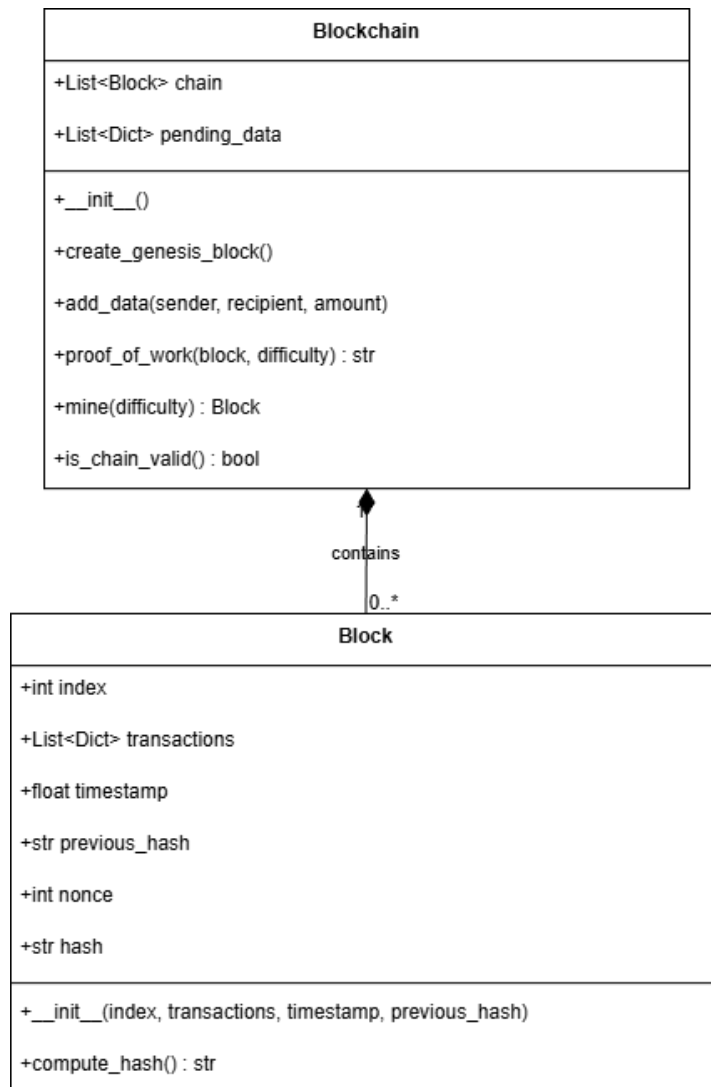 Blockchain
+List<Block> chain
+List<Dict> pending_data
+__init__()
+create_genesis_block()
+add_data(sender, recipient, amount)
+proof_of_work(block, difficulty) : str
+mine(difficulty) : Block
+is_chain_valid() : bool
1
contains
0..*
Block
+int index
+List<Dict> transactions
+float timestamp
+str previous_hash
+int nonce
+str hash
+__init__(index, transactions, timestamp, previous_hash)
+compute_hash() : str